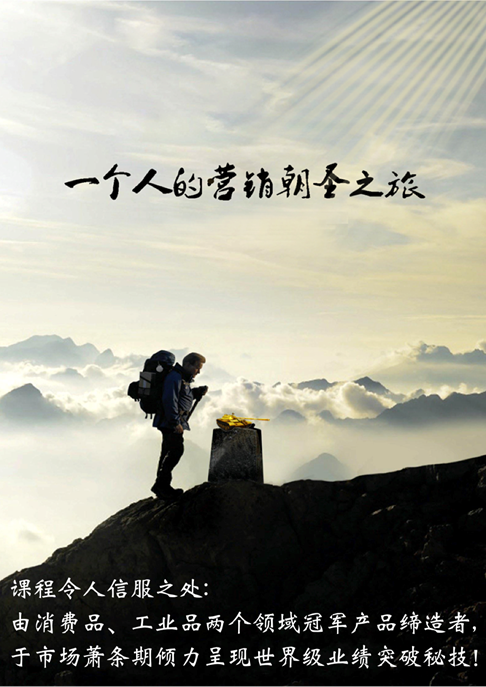 一个人的营销朝圣之旅
课程令人信服之处:
由消费品、工业品两个领域冠军产品缔造者,
于市场萧条期倾力呈现世界级业绩突破秘技!